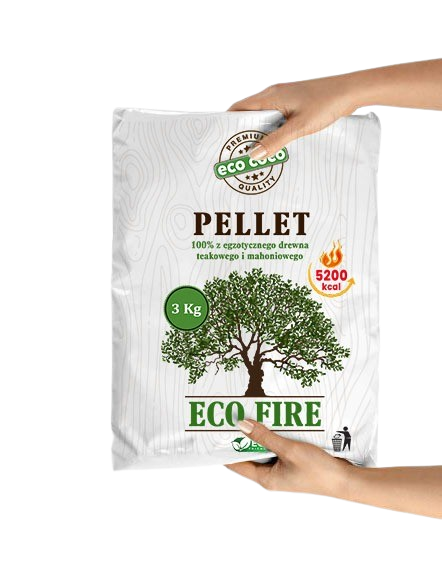 PREMIUM
eco coco
QUALITY
PELLET
100% z egzotycznego drewna
teakowego i mahoniowego
5200
kcal
3 Kg
ECO FIRE